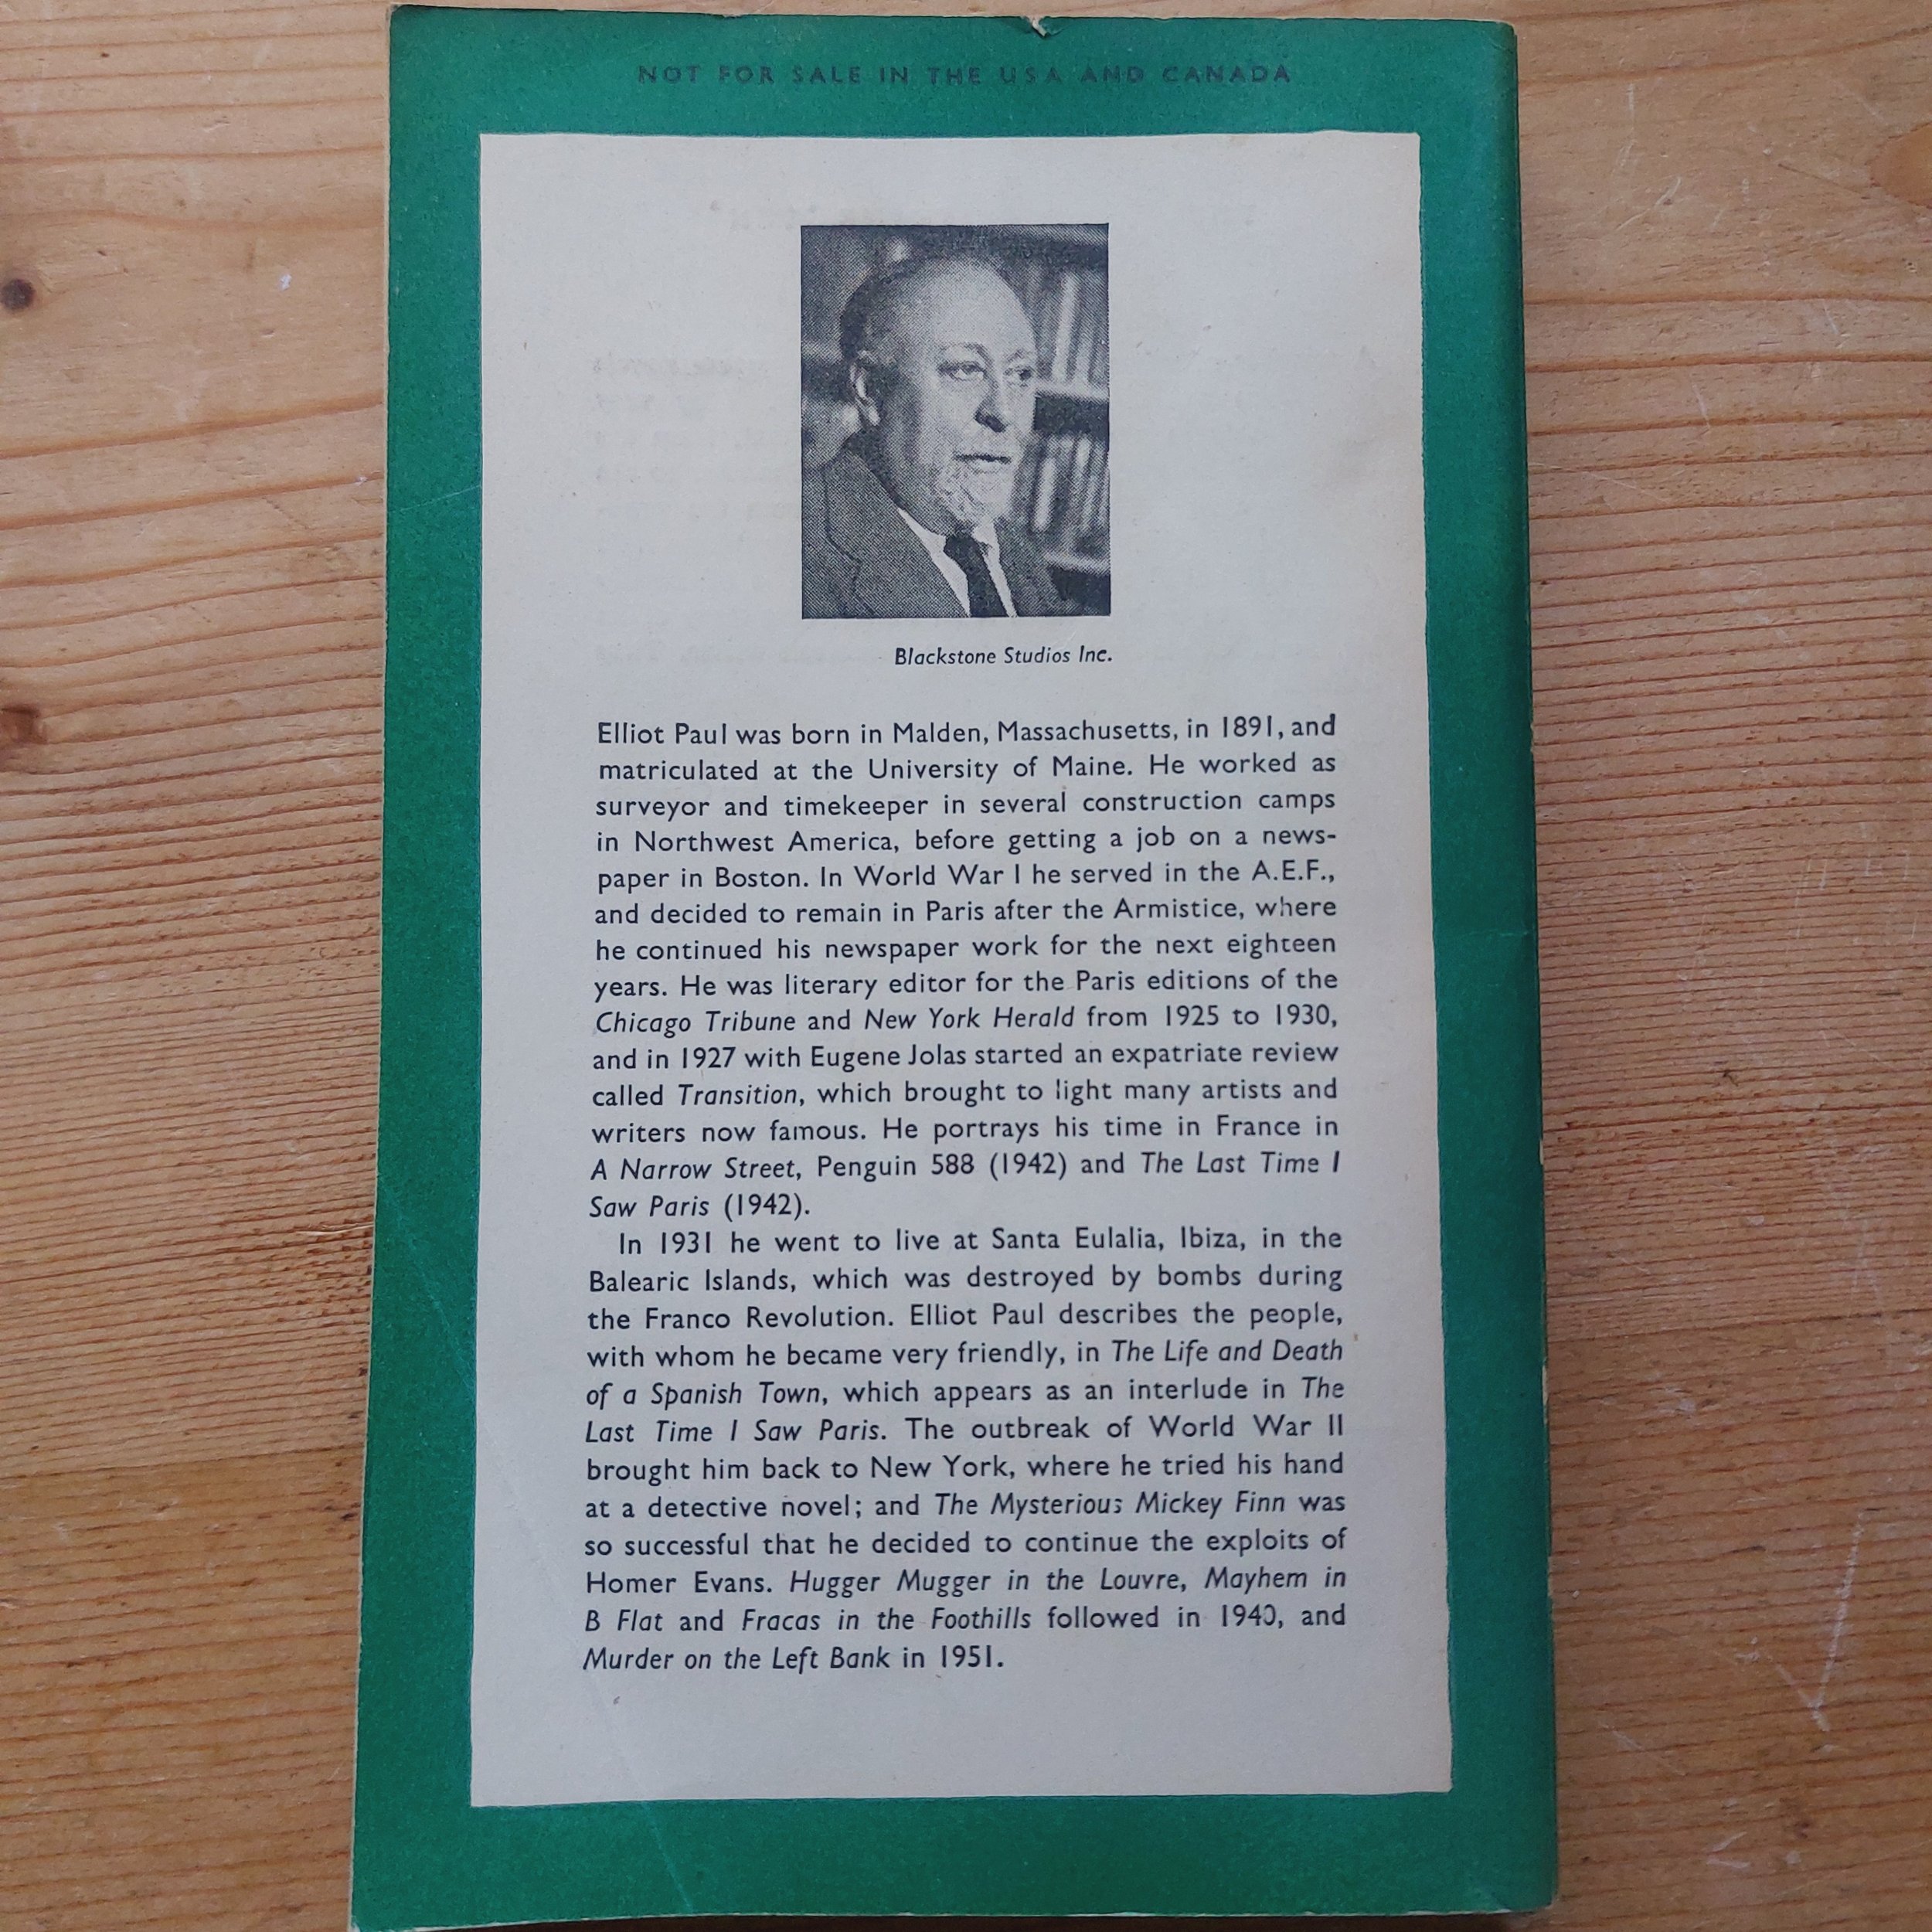 NOT FOR SALE IN THE USA AND CANADA
Blackstone Studios Inc.
Elliot Paul was born in Malden, Massachusetts, in 1891, and
matriculated at the University of Maine. He worked as
surveyor and timekeeper in several construction camps
in Northwest America, before getting a job on a news-
paper in Boston. In World War I he served in the A.E.F.,
and decided to remain in Paris after the Armistice, where
he continued his newspaper work for the next eighteen
years. He was literary editor for the Paris editions of the
Chicago Tribune and New York Herald from 1925 to 1930,
and in 1927 with Eugene Jolas started an expatriate review
called Transition, which brought to light many artists and
writers now famous. He portrays his time in France in
A Narrow Street, Penguin 588 (1942) and The Last Time I
Saw Paris (1942).
In 1931 he went to live at Santa Eulalia, Ibiza, in the
Balearic Islands, which was destroyed by bombs during
the Franco Revolution. Elliot Paul describes the people,
with whom he became very friendly, in The Life and Death
of a Spanish Town, which appears as an interlude in The
Last Time I Saw Paris. The outbreak of World War II
brought him back to New York, where he tried his hand
at a detective novel; and The Mysterious Mickey Finn was
so successful that he decided to continue the exploits of
Homer Evans. Hugger Mugger in the Louvre, Mayhem in
B Flat and Fracas in the Foothills followed in 1940, and
Murder on the Left Bank in 1951.